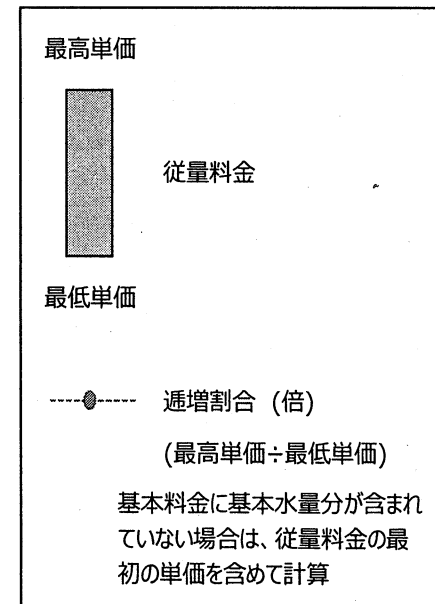 最高単価
従量料金
最低単価
逓増割合 (倍)
(最高単価÷最低単価)
基本料金に基本水量分が含まれ
ていない場合は、従量料金の最
初の単価を含めて計算